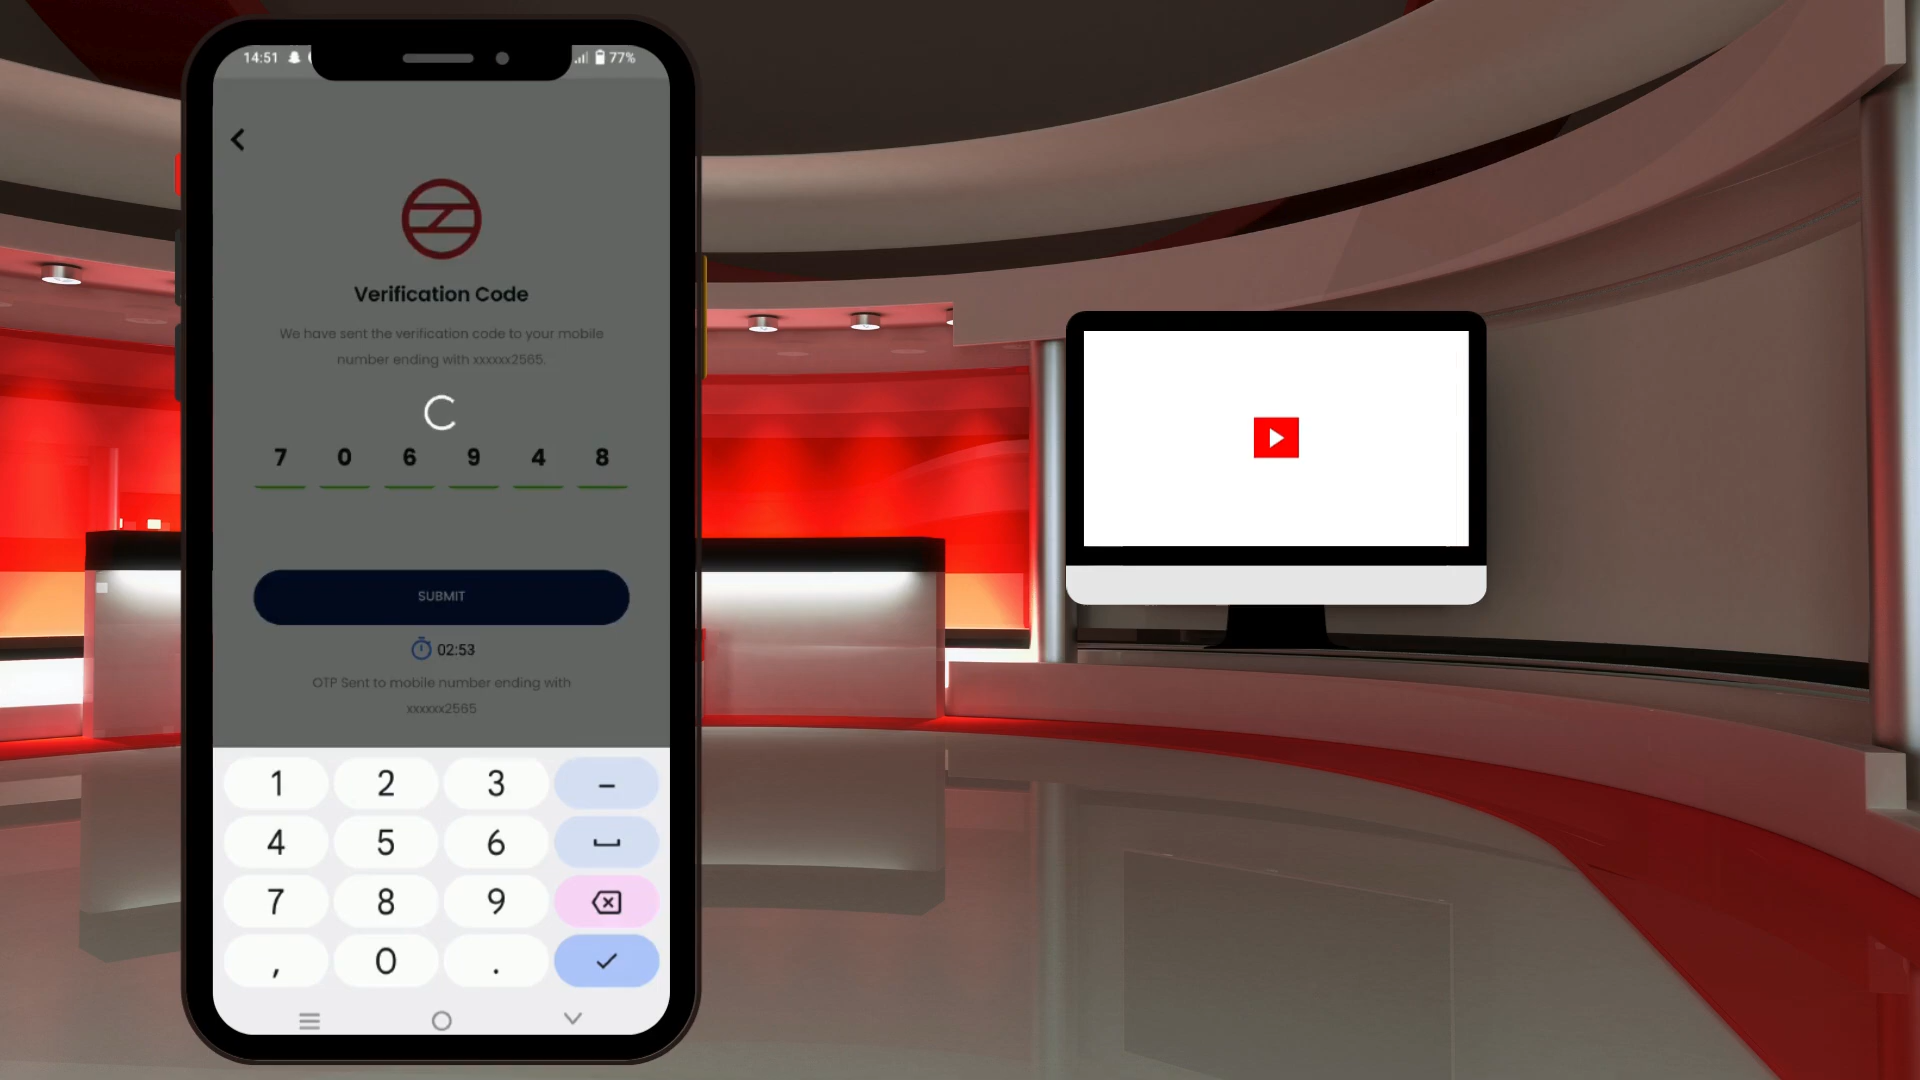 14:51
77%
Verification Code
We have sent the verification code to your mobile
number ending with xxxxxx2565.
7 0 6 9 4 8
SUBMIT
02:53
OTP Sent to mobile number ending with
xxxxxx2565
1 2 3 –
4 5 6
7 8 9
, 0 .